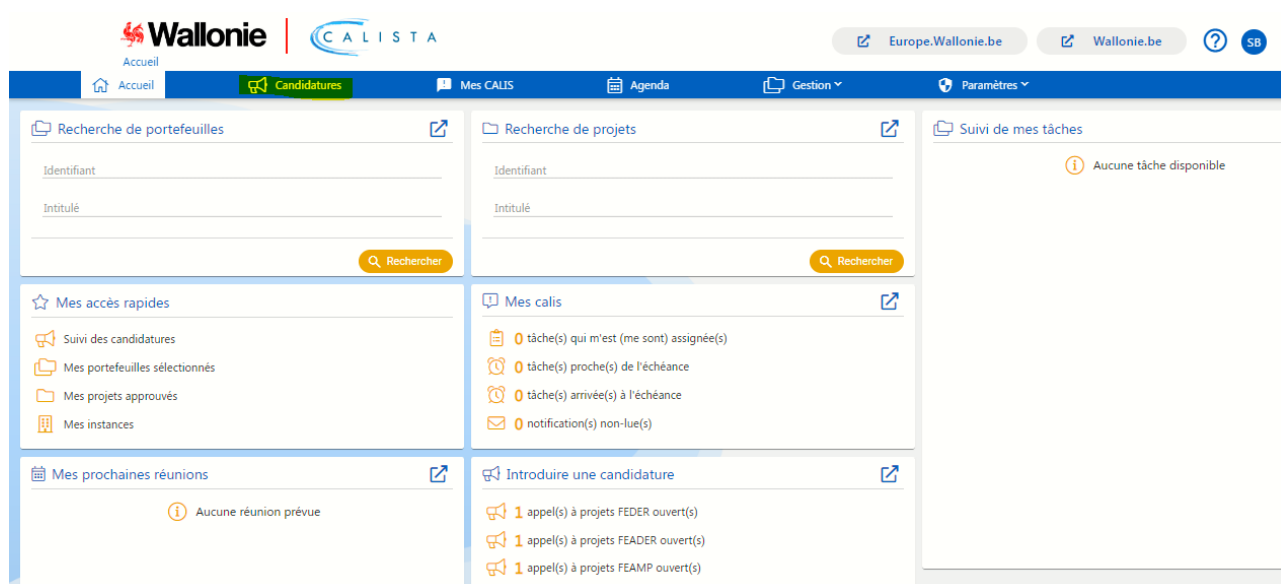 Wallonie
CALISTA
Europe.Wallonie.be
Wallonie.be
SB
Accueil
Accueil
Candidatures
Mes CALIS
Agenda
Gestion
Paramètres
Recherche de portefeuilles
Identifiant
Intitulé
Rechercher
Recherche de projets
Identifiant
Intitulé
Rechercher
Suivi de mes tâches
Aucune tâche disponible
Mes accès rapides
Suivi des candidatures
Mes portefeuilles sélectionnés
Mes projets approuvés
Mes instances
Mes calis
0 tâche(s) qui m'est (me sont) assignée(s)
0 tâche(s) proche(s) de l'échéance
0 tâche(s) arrivée(s) à l'échéance
0 notification(s) non-lue(s)
Mes prochaines réunions
Aucune réunion prévue
Introduire une candidature
1 appel(s) à projets FEDER ouvert(s)
1 appel(s) à projets FEADER ouvert(s)
1 appel(s) à projets FEAMP ouvert(s)